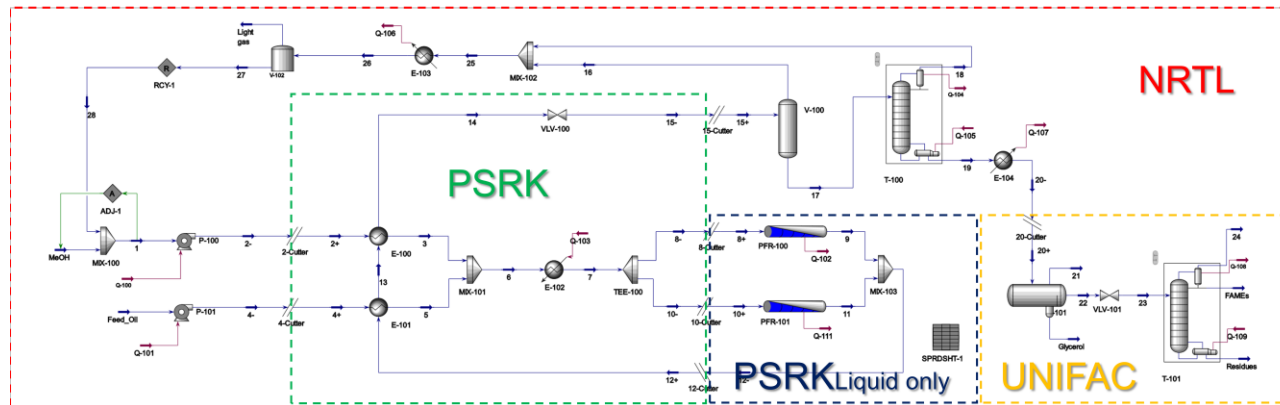 Light
gas
Q-106
MIX-102
18
27
V-102
26
E-103
25
16
RCY-1
V-100
Q-104
NRTL
14
VLV-100
15-
15-Cutter
15+
Q-105
Q-107
28
PSRK
17
T-100
19
E-104
20-
ADJ-1
P-100
2-
2-Cutter
2+
E-100
3
Q-103
8-
8-Cutter
8+
PFR-100
9
20-Cutter
24
MeOH
MIX-100
1
Q-100
13
MIX-101
6
E-102
7
TEE-100
Q-102
MIX-103
20+
21
Q-108
Feed_Oil
P-101
4-
4-Cutter
4+
E-101
5
10-
10-Cutter
10+
PFR-101
11
-101
22
VLV-101
23
FAMEs
Q-101
Q-111
SPRDSHT-1
Glycerol
Q-109
Residues
12+
12-Cutter
12-
PSRK Liquid only
UNIFAC
T-101